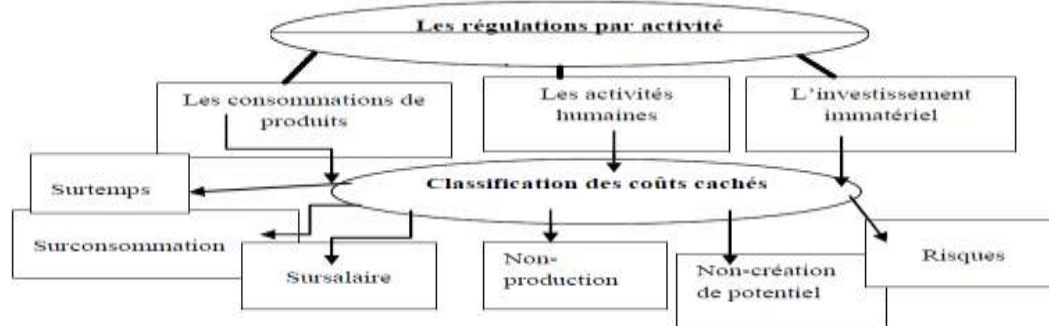 Les régulations par activité
Les consommations de
produits
Les activités
humaines
L'investissement
immatériel
Classification des coûts cachés
Surtemps
Surconsommation
Sursalaire
Non-
production
Non-création
de potentiel
Risques